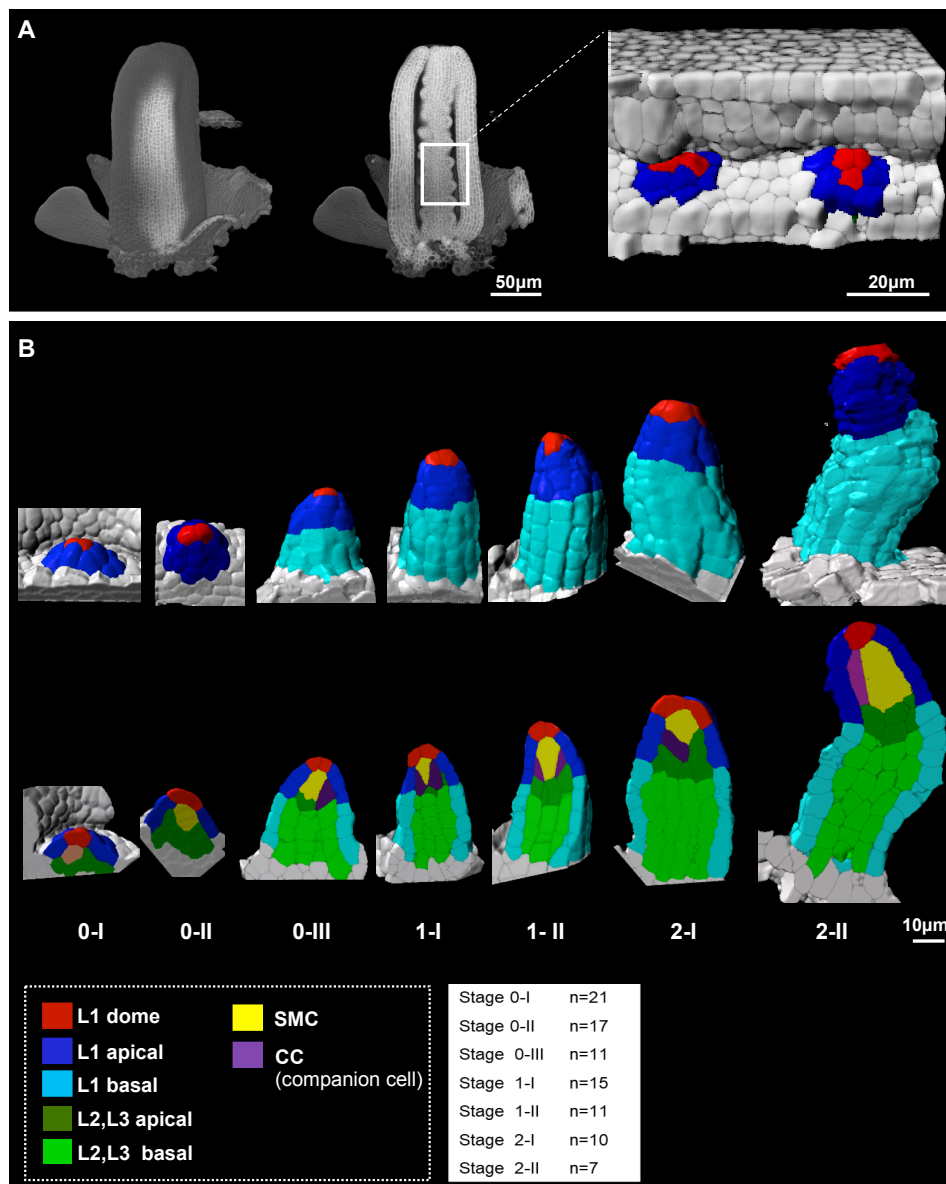 A
50µm
20µm
B
0-I 0-II 0-III 1-I 1- II 2-I 2-II
10µm
L1 dome
L1 apical
L1 basal
L2,L3 apical
L2,L3 basal
SMC
CC
(companion cell)
Stage 0-I n=21
Stage 0-II n=17
Stage 0-III n=11
Stage 1-I n=15
Stage 1-II n=11
Stage 2-I n=10
Stage 2-II n=7